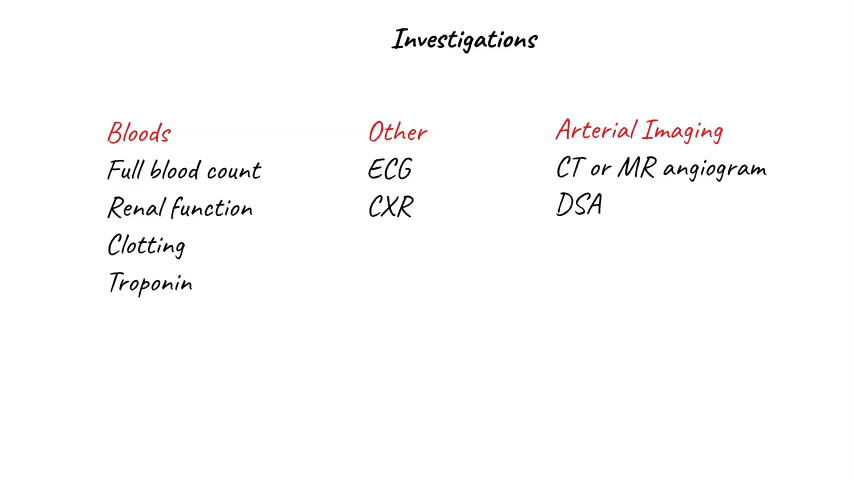 Investigations
Bloods
Full blood count
Renal function
Clotting
Troponin
Other
ECG
CXR
Arterial Imaging
CT or MR angiogram
DSA